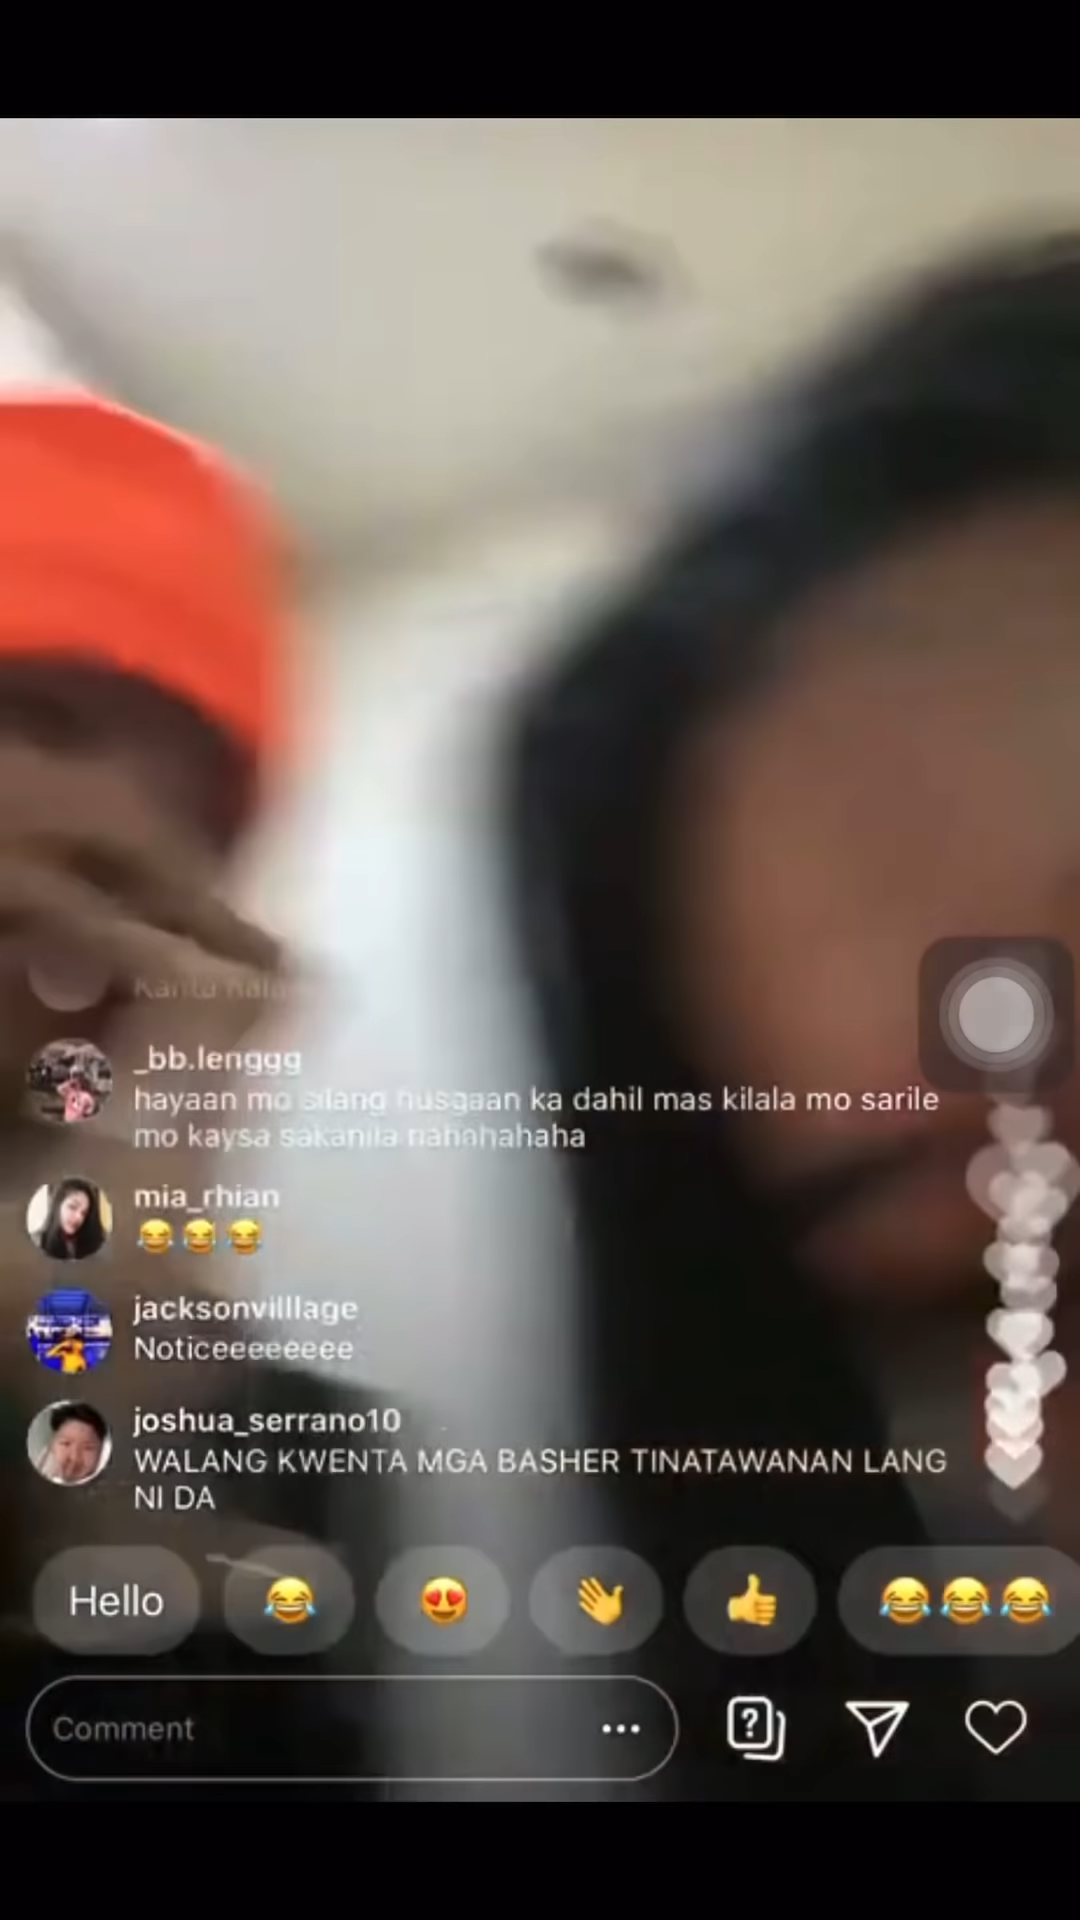 Kanta
_bb.lenggg
hayaan mo silang husgaan ka dahil mas kilala mo sarile
mo kaysa sakanila hahahahaha
mia_rhian
😂😂😂
jacksonvilllage
Noticeeeeeeee
joshua_serrano10
WALANG KWENTA MGA BASHER TINATAWANAN LANG
NI DA
Hello 😂 😍 👋 👍 😂😂😂
Comment